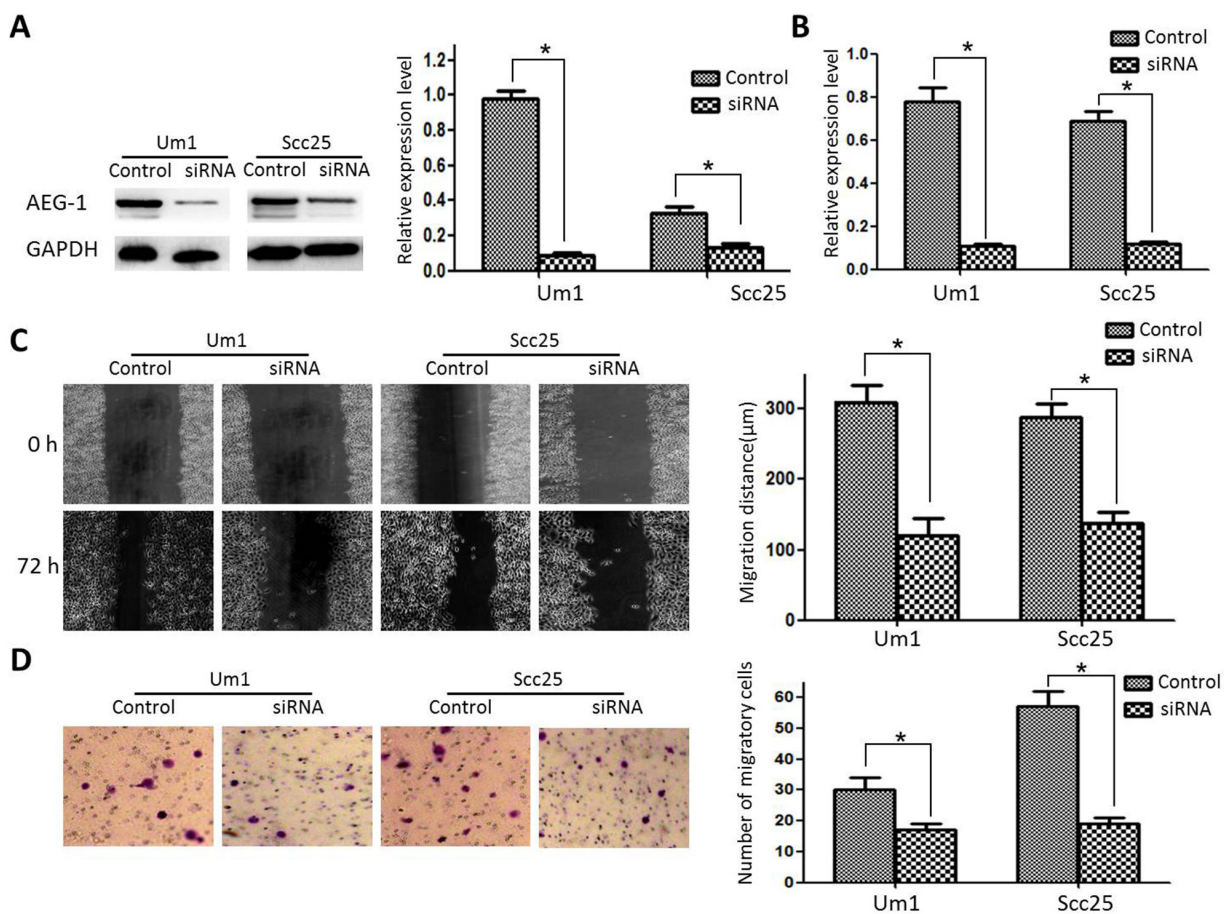 A
Um1 Scc25
Control siRNA Control siRNA
AEG-1
GAPDH
Relative expression level
1.2
1.0
0.8
0.6
0.4
0.2
0.0
*
*
Control
siRNA
Um1 Scc25
B
Relative expression level
1.0
0.8
0.6
0.4
0.2
0.0
*
*
Control
siRNA
Um1 Scc25
C
Um1 Scc25
Control siRNA Control siRNA
0 h
72 h
Migration distance(μm)
300
200
100
0
*
*
Control
siRNA
Um1 Scc25
D
Um1 Scc25
Control siRNA Control siRNA
Number of migratory cells
60
50
40
30
20
10
0
*
*
Control
siRNA
Um1 Scc25